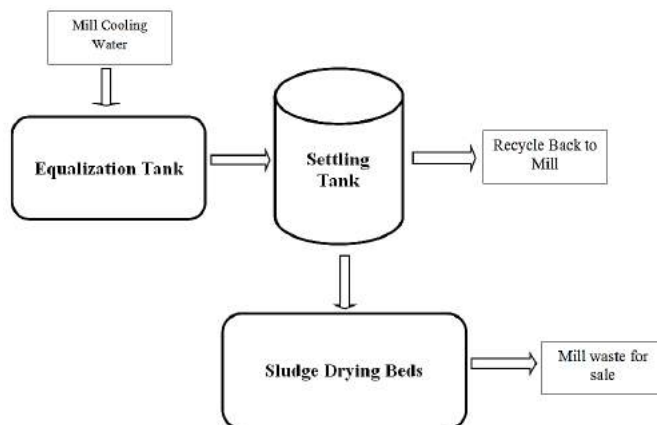 Mill Cooling
Water
Equalization Tank
Settling
Tank
Recycle Back to
Mill
Sludge Drying Beds
Mill waste for
sale